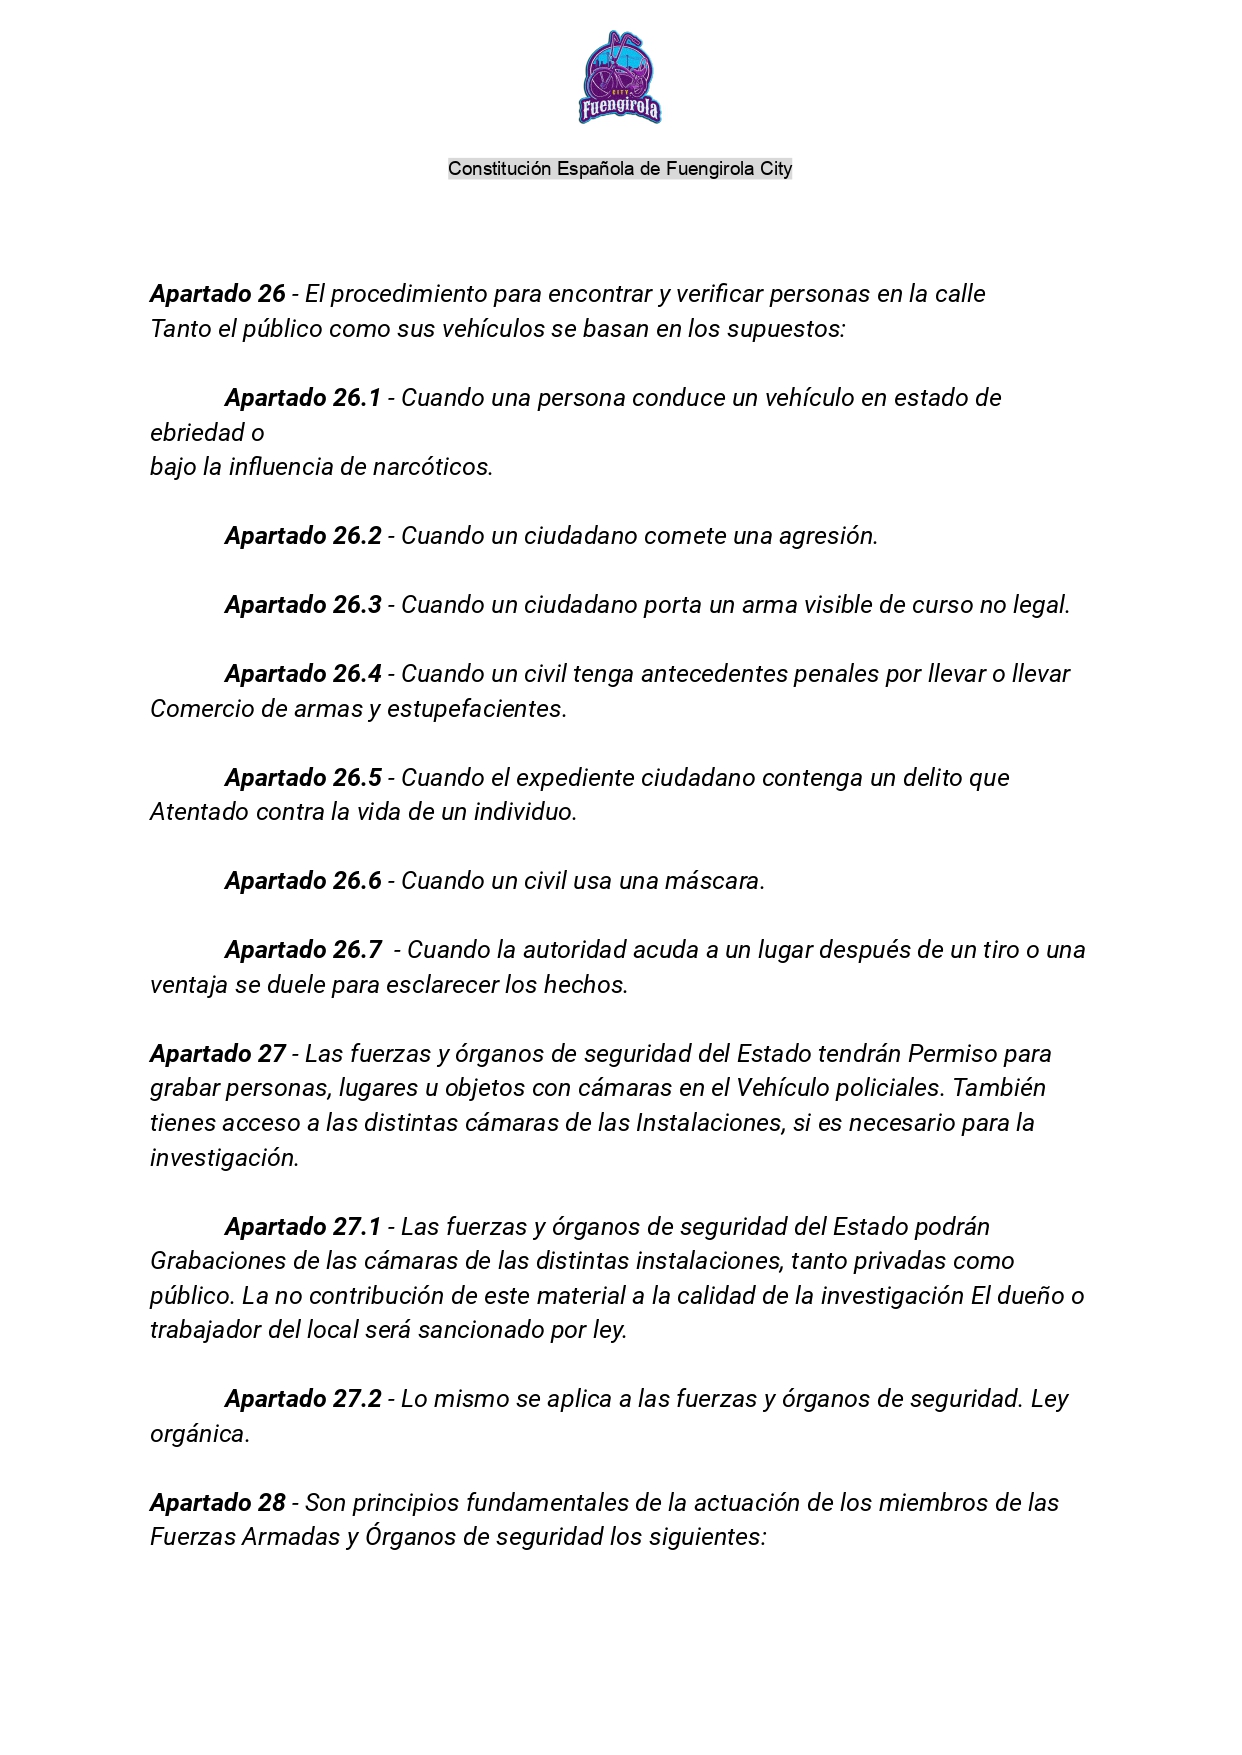 CITY
Fuengirola
Constitución Española de Fuengirola City
Apartado 26 - El procedimiento para encontrar y verificar personas en la calle
Tanto el público como sus vehículos se basan en los supuestos:
Apartado 26.1 - Cuando una persona conduce un vehículo en estado de
ebriedad o
bajo la influencia de narcóticos.
Apartado 26.2 - Cuando un ciudadano comete una agresión.
Apartado 26.3 - Cuando un ciudadano porta un arma visible de curso no legal.
Apartado 26.4 - Cuando un civil tenga antecedentes penales por llevar o llevar
Comercio de armas y estupefacientes.
Apartado 26.5 - Cuando el expediente ciudadano contenga un delito que
Atentado contra la vida de un individuo.
Apartado 26.6 - Cuando un civil usa una máscara.
Apartado 26.7 - Cuando la autoridad acuda a un lugar después de un tiro o una
ventaja se duele para esclarecer los hechos.
Apartado 27 - Las fuerzas y órganos de seguridad del Estado tendrán Permiso para
grabar personas, lugares u objetos con cámaras en el Vehículo policiales. También
tienes acceso a las distintas cámaras de las Instalaciones, si es necesario para la
investigación.
Apartado 27.1 - Las fuerzas y órganos de seguridad del Estado podrán
Grabaciones de las cámaras de las distintas instalaciones, tanto privadas como
público. La no contribución de este material a la calidad de la investigación El dueño o
trabajador del local será sancionado por ley.
Apartado 27.2 - Lo mismo se aplica a las fuerzas y órganos de seguridad. Ley
orgánica.
Apartado 28 - Son principios fundamentales de la actuación de los miembros de las
Fuerzas Armadas y Órganos de seguridad los siguientes: